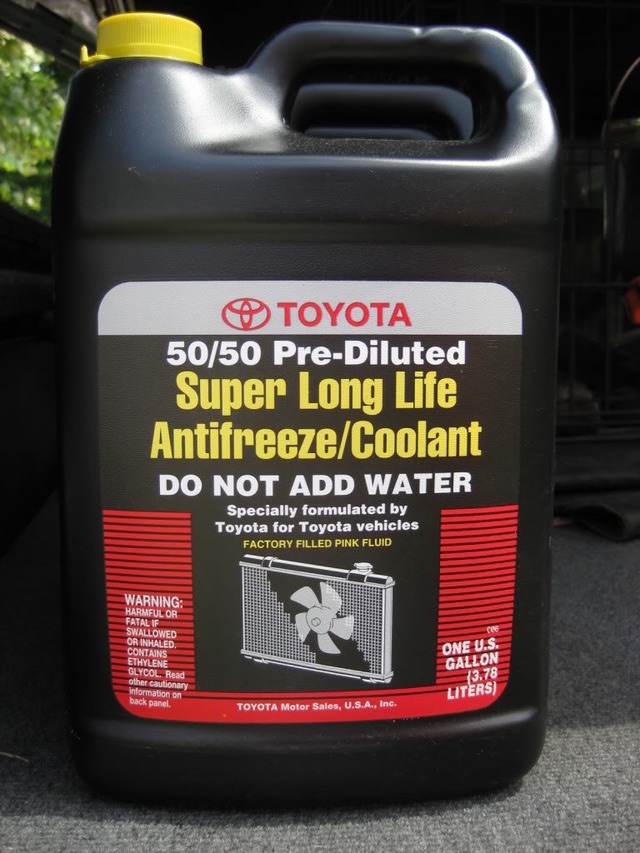 TOYOTA
50/50 Pre-Diluted
Super Long Life
Antifreeze/Coolant
DO NOT ADD WATER
Specially formulated by
Toyota for Toyota vehicles
FACTORY FILLED PINK FLUID
WARNING:
HARMFUL OR
FATAL IF
SWALLOWED
OR INHALED.
CONTAINS
ETHYLENE
GLYCOL. Read
other cautionary
information on
back panel.
C06
ONE U.S.
GALLON
(3.78
LITERS)
TOYOTA Motor Sales, U.S.A., Inc.